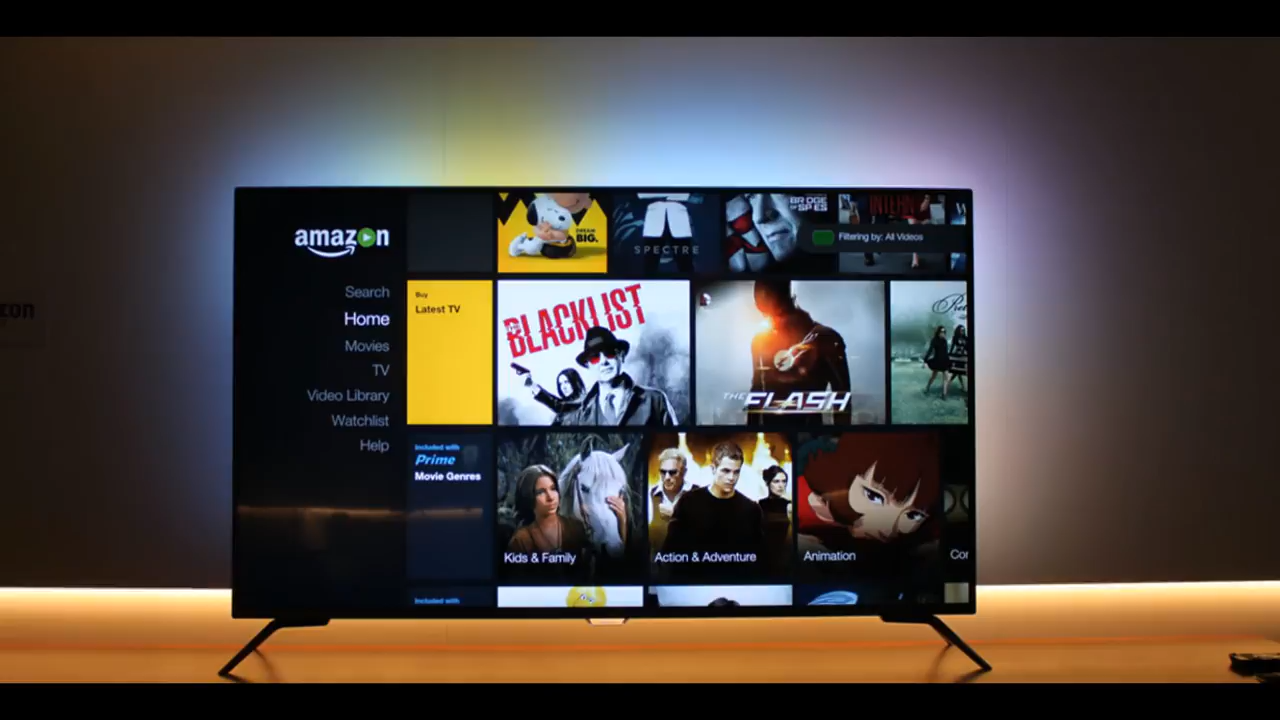 amazon
Search
Home
Movies
TV
Video Library
Watchlist
Help
DREAM
BIG.
SPECTRE
BRIDGE
OF SPIES
INTERN
Filtering by: All Videos
Buy
Latest TV
THE
BLACKLIST
THE
FLASH
Included with
Prime
Movie Genres
Kids & Family
Action & Adventure
Animation
Con
Included with